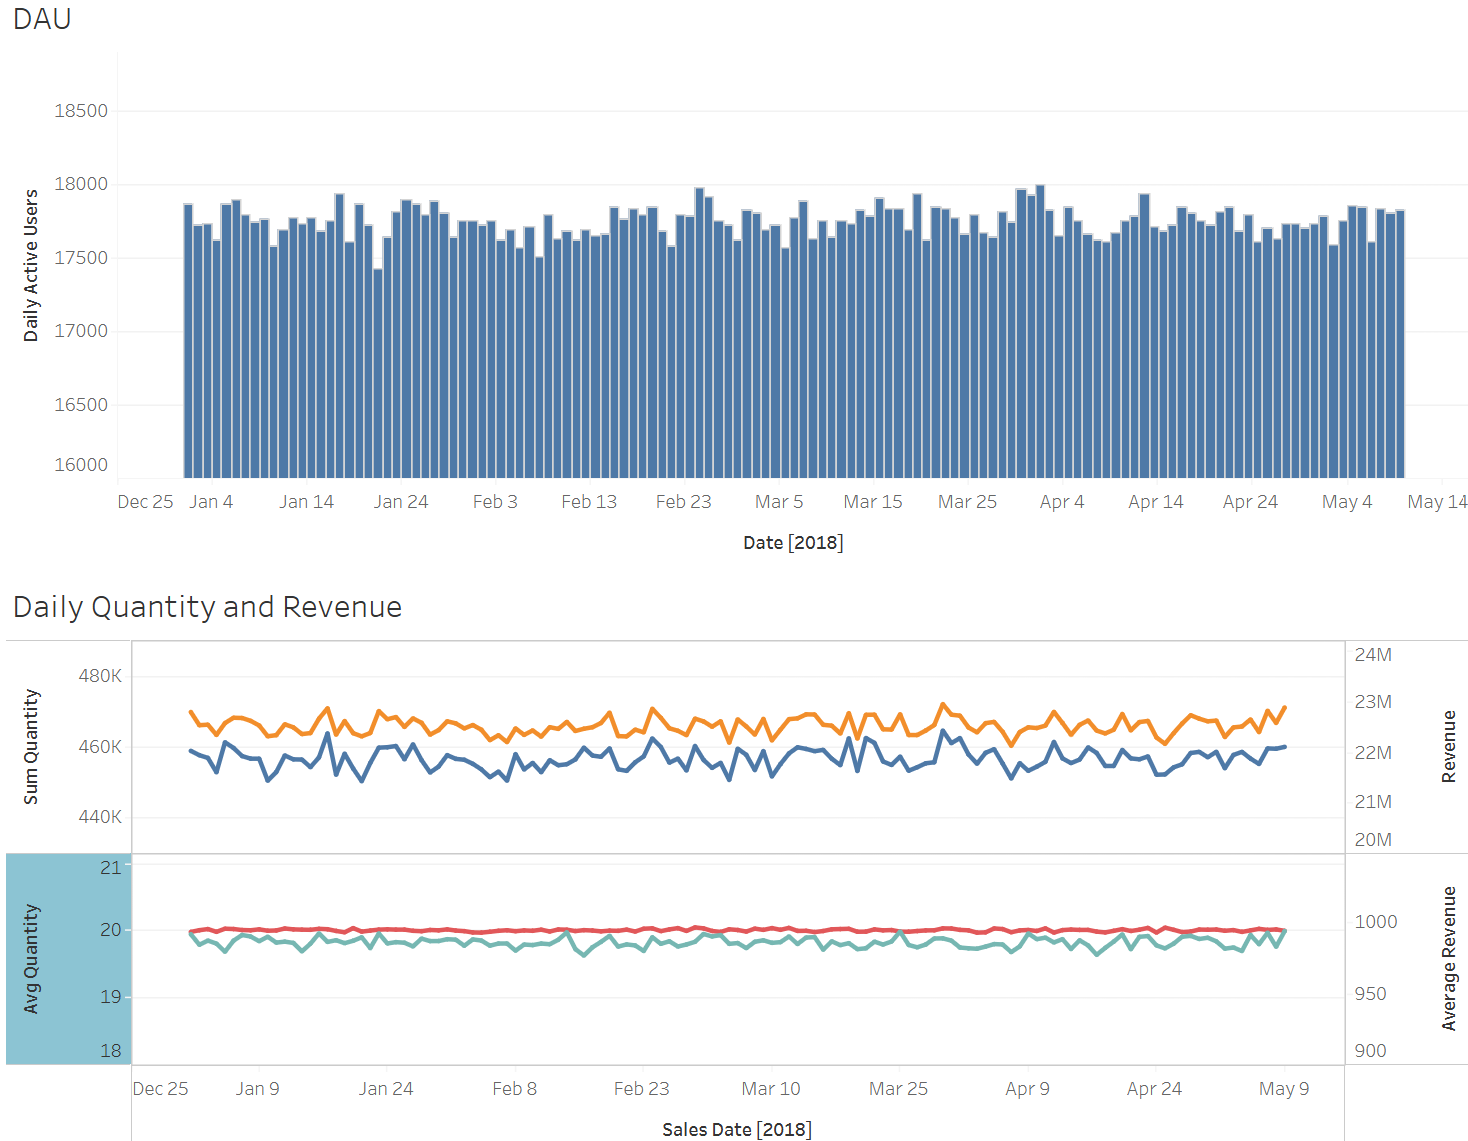 DAU
18500
18000
17500
17000
16500
16000
Daily Active Users
Dec 25 Jan 4 Jan 14 Jan 24 Feb 3 Feb 13 Feb 23 Mar 5 Mar 15 Mar 25 Apr 4 Apr 14 Apr 24 May 4 May 14
Date [2018]
Daily Quantity and Revenue
Sum Quantity
480K
460K
440K
24M
23M
22M
21M
20M
Revenue
Avg Quantity
21
20
19
18
1000
950
900
Average Revenue
Dec 25 Jan 9 Jan 24 Feb 8 Feb 23 Mar 10 Mar 25 Apr 9 Apr 24 May 9
Sales Date [2018]